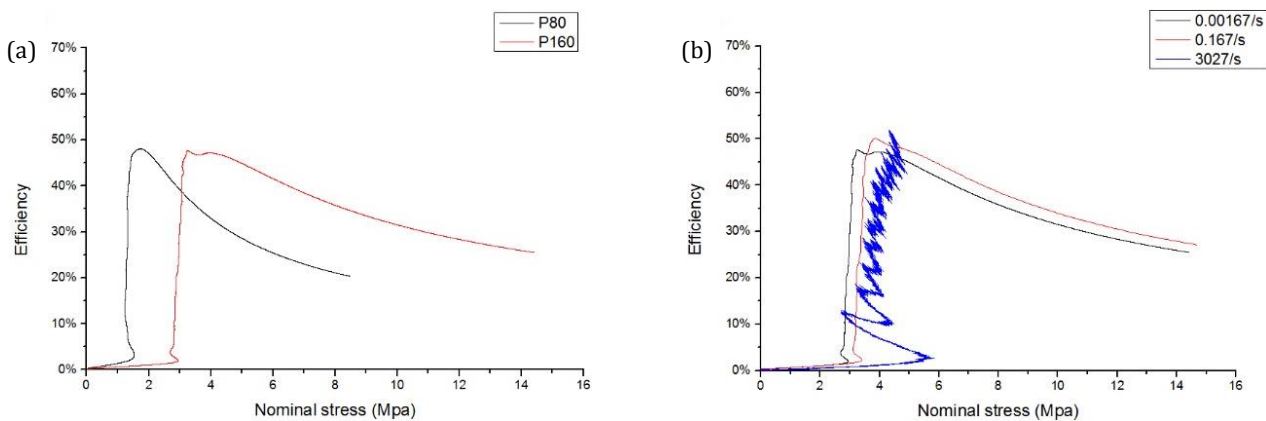 (a)
P80
P160
70%
60%
50%
40%
30%
20%
10%
0%
Efficiency
0 2 4 6 8 10 12 14 16
Nominal stress (Mpa)
(b)
0.00167/s
0.167/s
3027/s
70%
60%
50%
40%
30%
20%
10%
0%
Efficiency
0 2 4 6 8 10 12 14 16
Nominal stress (Mpa)